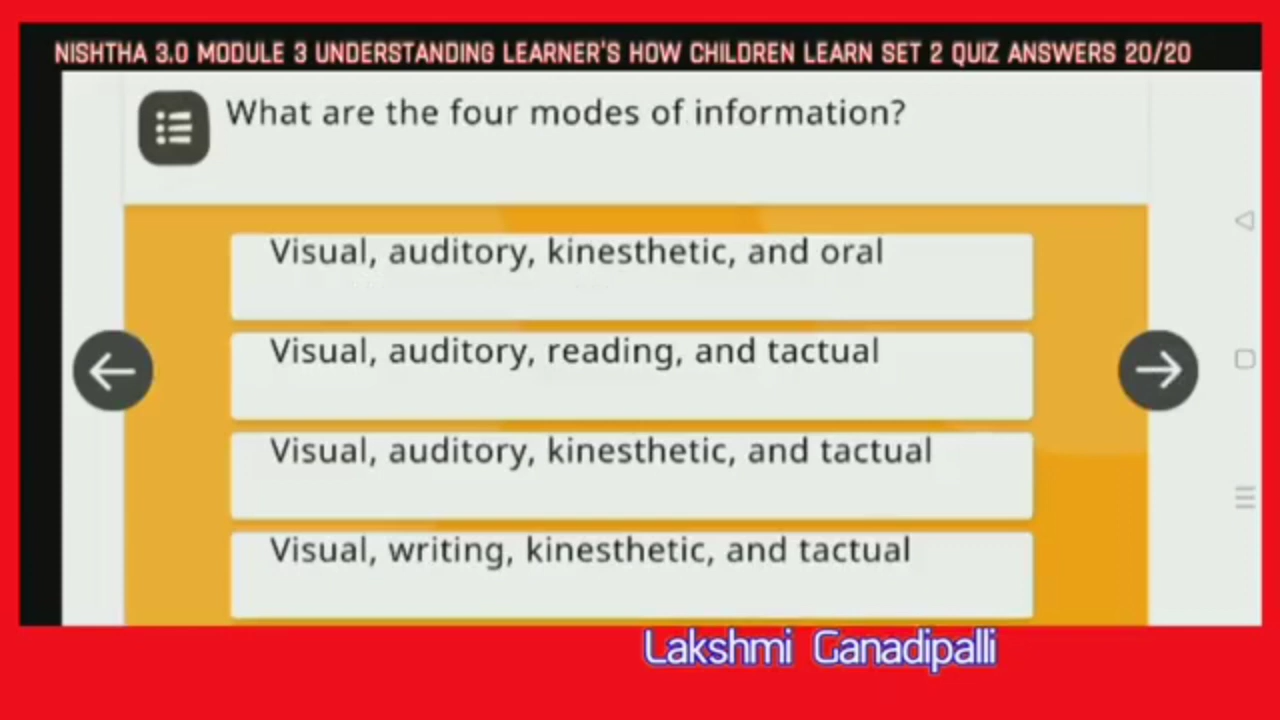 NISHTHA 3.0 MODULE 3 UNDERSTANDING LEARNER'S HOW CHILDREN LEARN SET 2 QUIZ ANSWERS 20/20
What are the four modes of information?
Visual, auditory, kinesthetic, and oral
Visual, auditory, reading, and tactual
Visual, auditory, kinesthetic, and tactual
Visual, writing, kinesthetic, and tactual
Lakshmi Ganadipalli